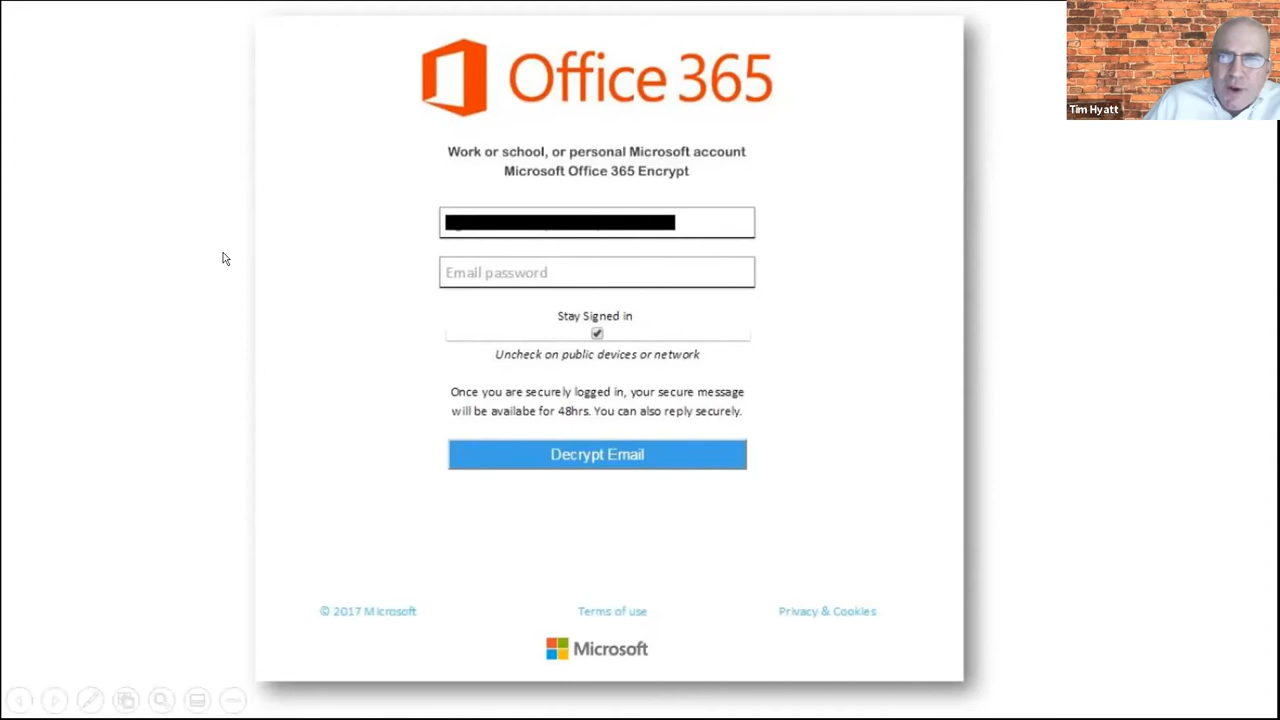 Office 365
Tim Hyatt
Work or school, or personal Microsoft account
Microsoft Office 365 Encrypt
Email password
Stay Signed in
Uncheck on public devices or network
Once you are securely logged in, your secure message
will be availabe for 48hrs. You can also reply securely.
Decrypt Email
© 2017 Microsoft
Terms of use
Privacy & Cookies
Microsoft